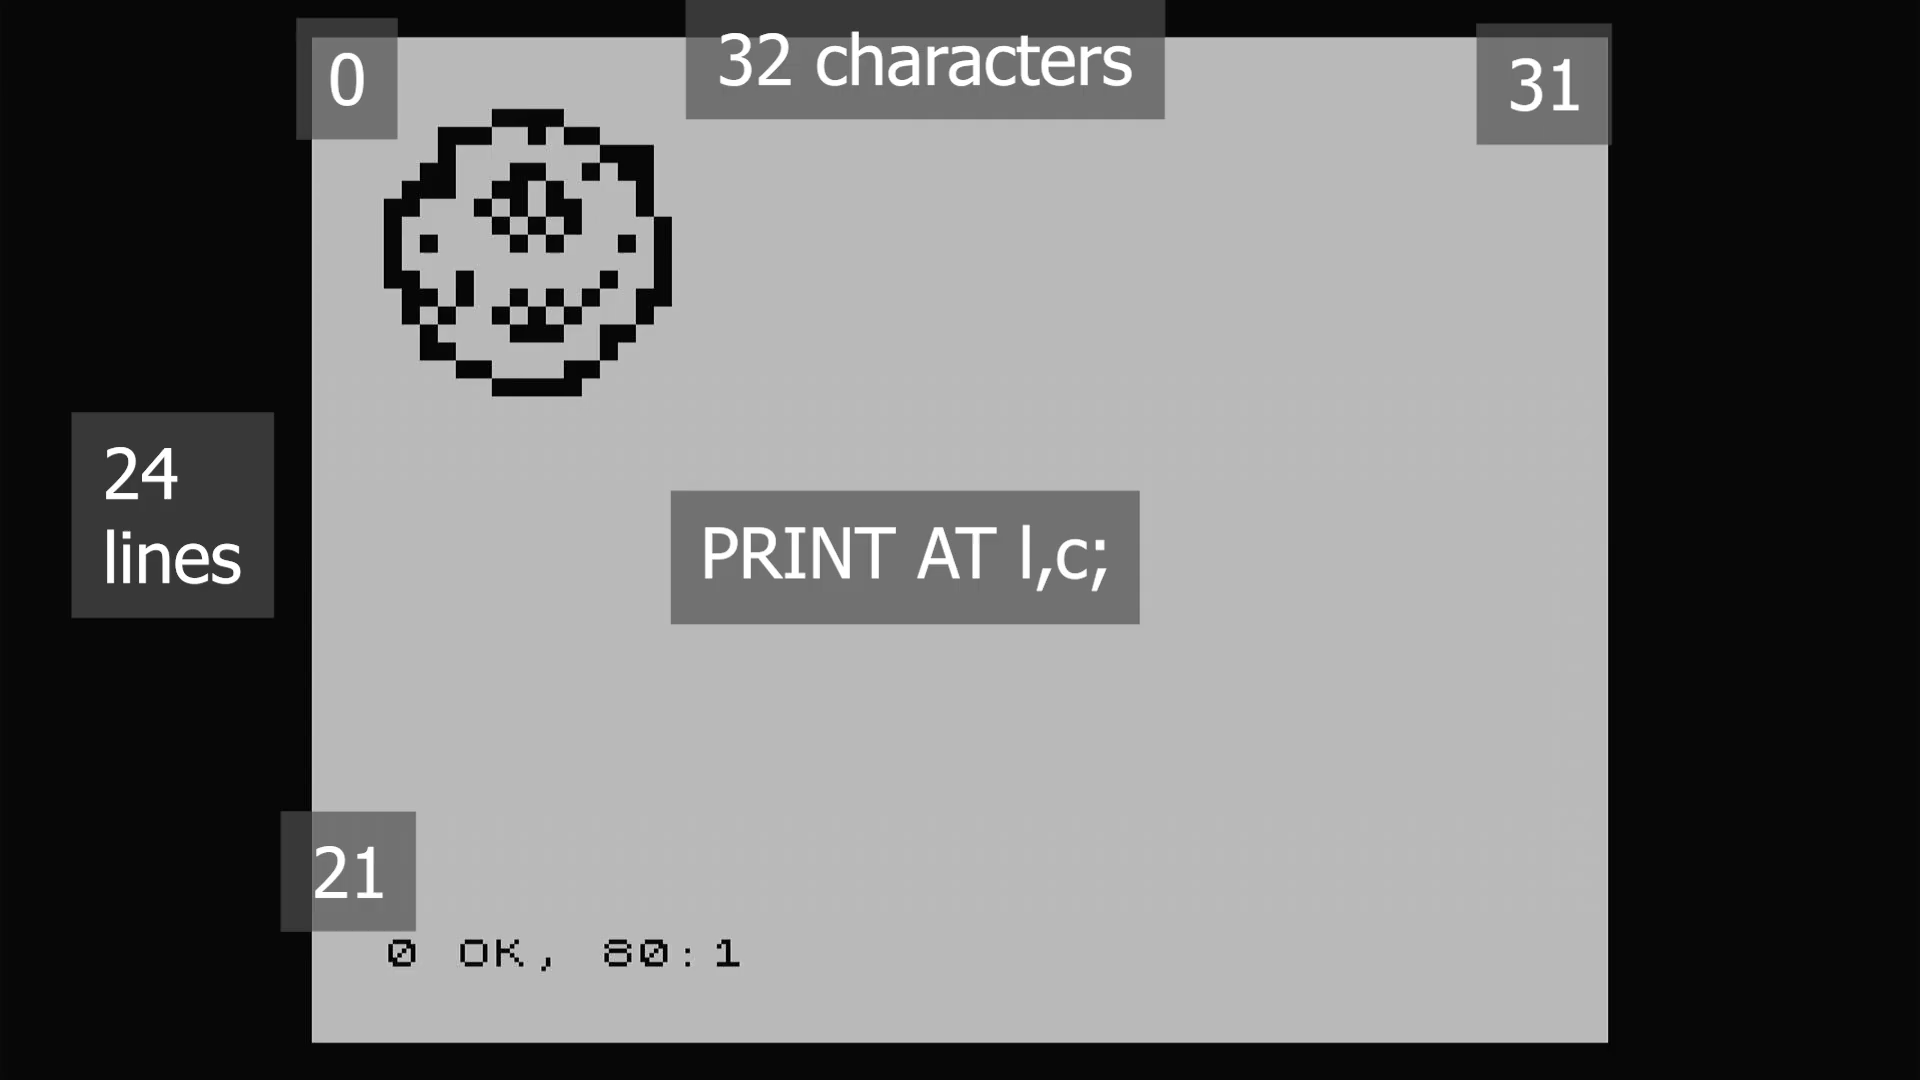 0
32 characters
31
24
lines
PRINT AT l,c;
21
0 OK, 80:1